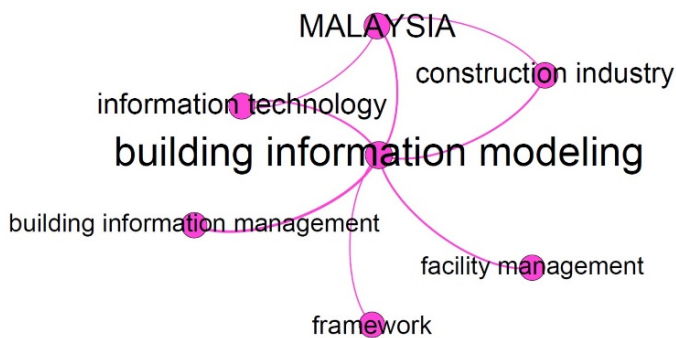 MALAYSIA
construction industry
information technology
building information modeling
building information management
facility management
framework